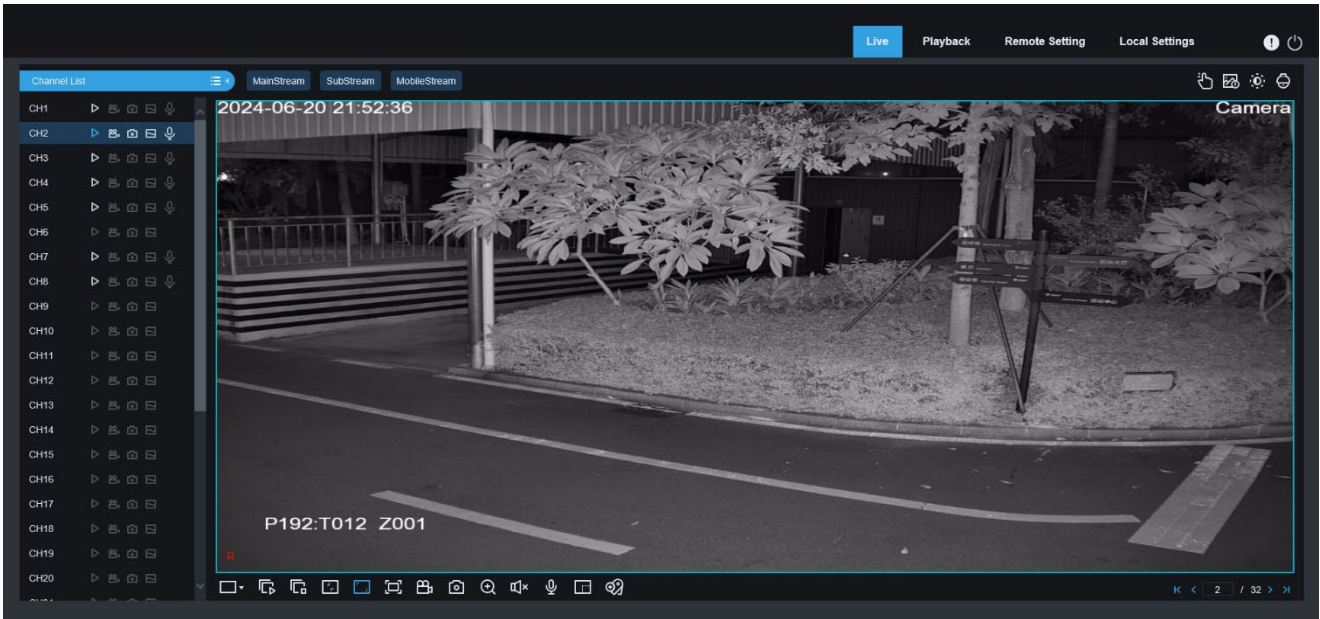 Live Playback Remote Setting Local Settings
Channel List MainStream SubStream MobileStream
CH1
CH2
CH3
CH4
CH5
CH6
CH7
CH8
CH9
CH10
CH11
CH12
CH13
CH14
CH15
CH16
CH17
CH18
CH19
CH20
2024-06-20 21:52:36 Camera
P192:T012 Z001
R
2 / 32